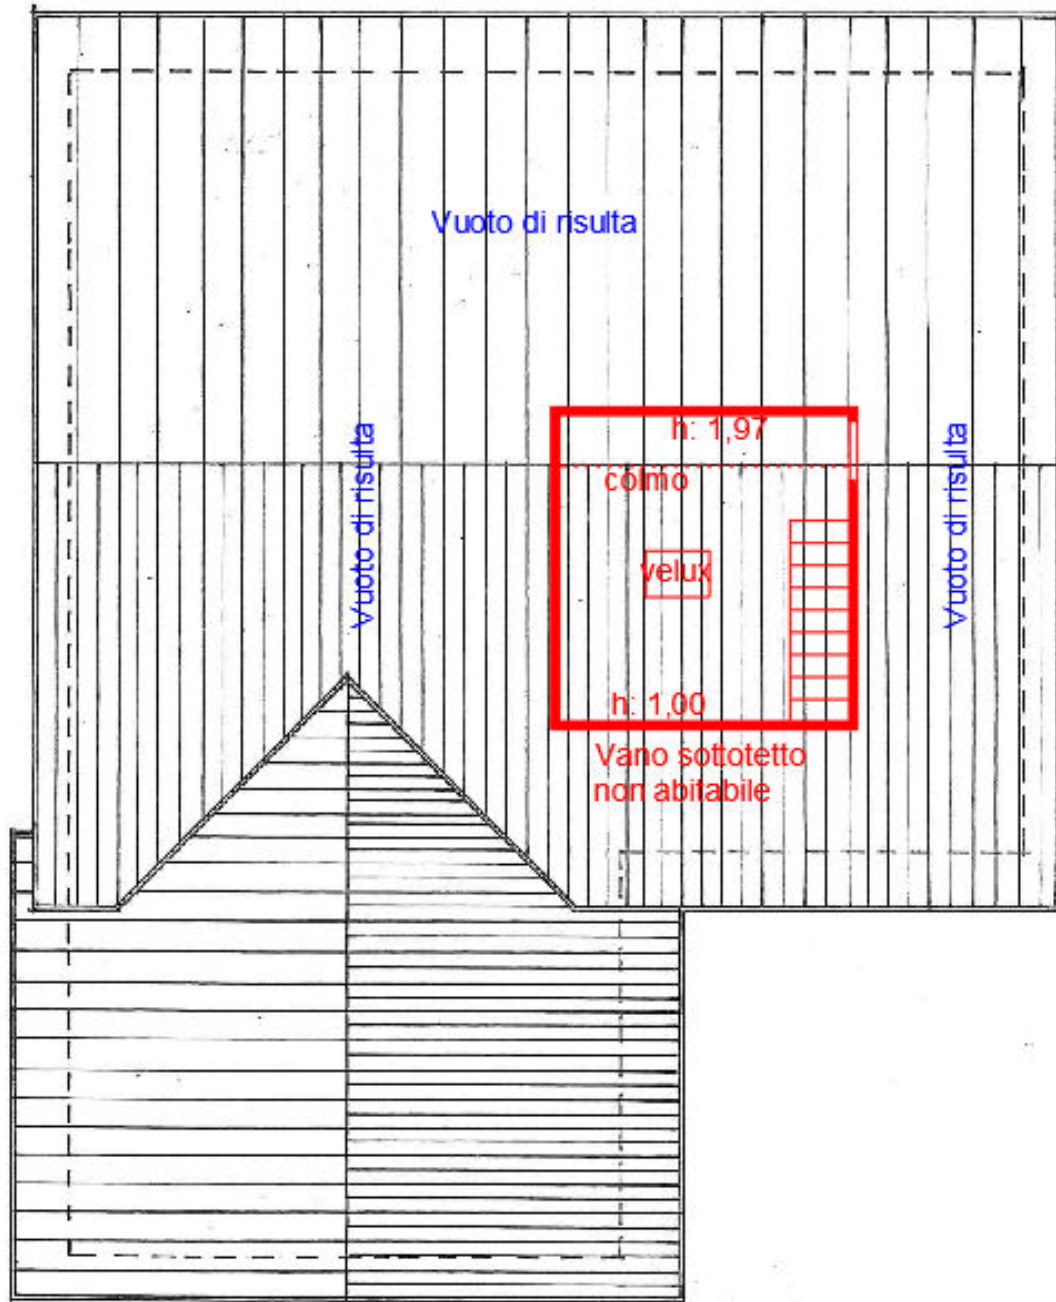 Vuoto di risulta
h: 1,97
colmo
velux
h: 1,00
Vano sottotetto
non abitabile
Vuoto di risulta
Vuoto di risulta